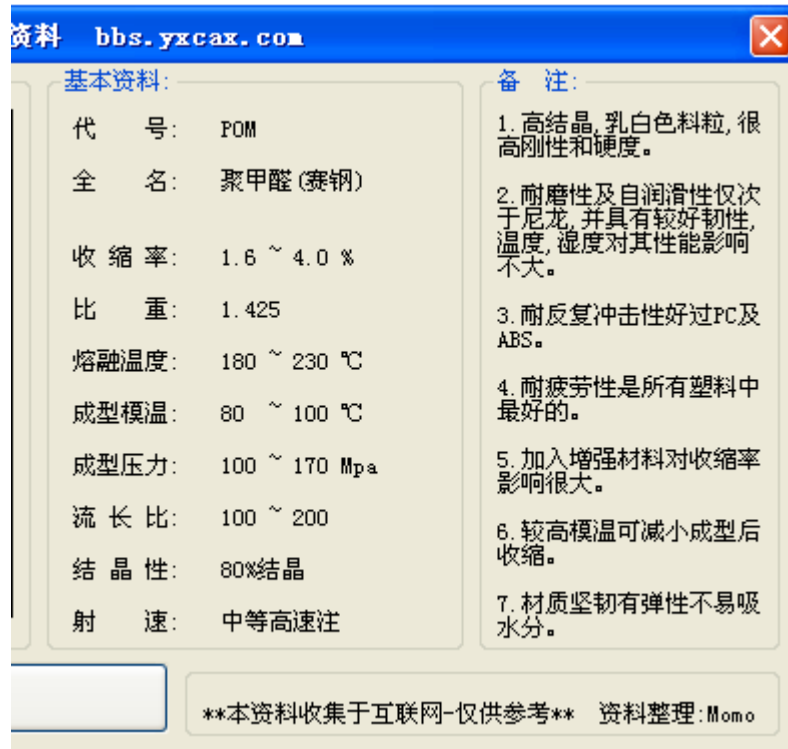 资料 bbs.yxcax.com
基本资料:
代 号: POM
全 名: 聚甲醛(赛钢)
收 缩 率: 1.6 ~ 4.0 %
比 重: 1.425
熔融温度: 180 ~ 230 ℃
成型模温: 80 ~ 100 ℃
成型压力: 100 ~ 170 Mpa
流 长 比: 100 ~ 200
结 晶 性: 80%结晶
射 速: 中等高速注
备 注:
1.高结晶,乳白色料粒,很
高刚性和硬度。
2.耐磨性及自润滑性仅次
于尼龙,并具有较好韧性,
温度,湿度对其性能影响
不大。
3.耐反复冲击性好过PC及
ABS。
4.耐疲劳性是所有塑料中
最好的。
5.加入增强材料对收缩率
影响很大。
6.较高模温可减小成型后
收缩。
7.材质坚韧有弹性不易吸
水分。
**本资料收集于互联网-仅供参考** 资料整理:Momo